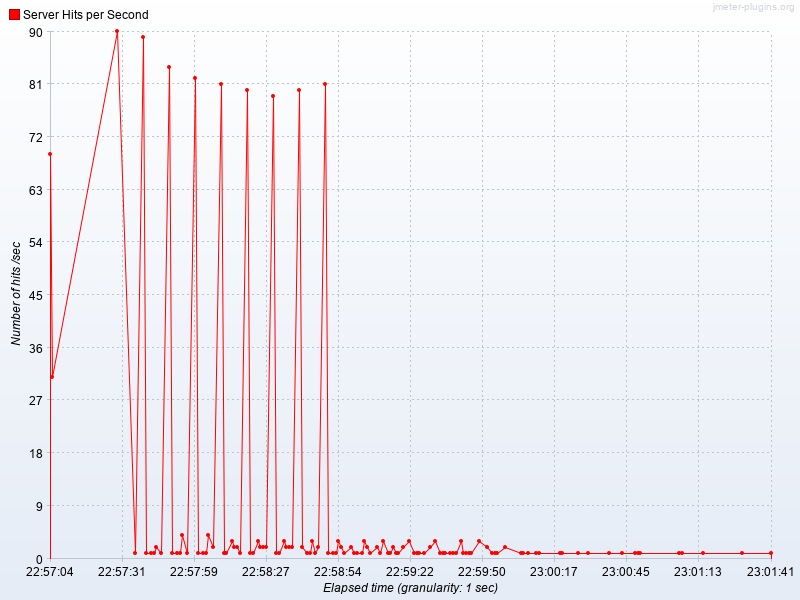 jmeter-plugins.org
Server Hits per Second
90
81
72
63
54
45
36
27
18
9
0
Number of hits /sec
22:57:04 22:57:31 22:57:59 22:58:27 22:58:54 22:59:22 22:59:50 23:00:17 23:00:45 23:01:13 23:01:41
Elapsed time (granularity: 1 sec)